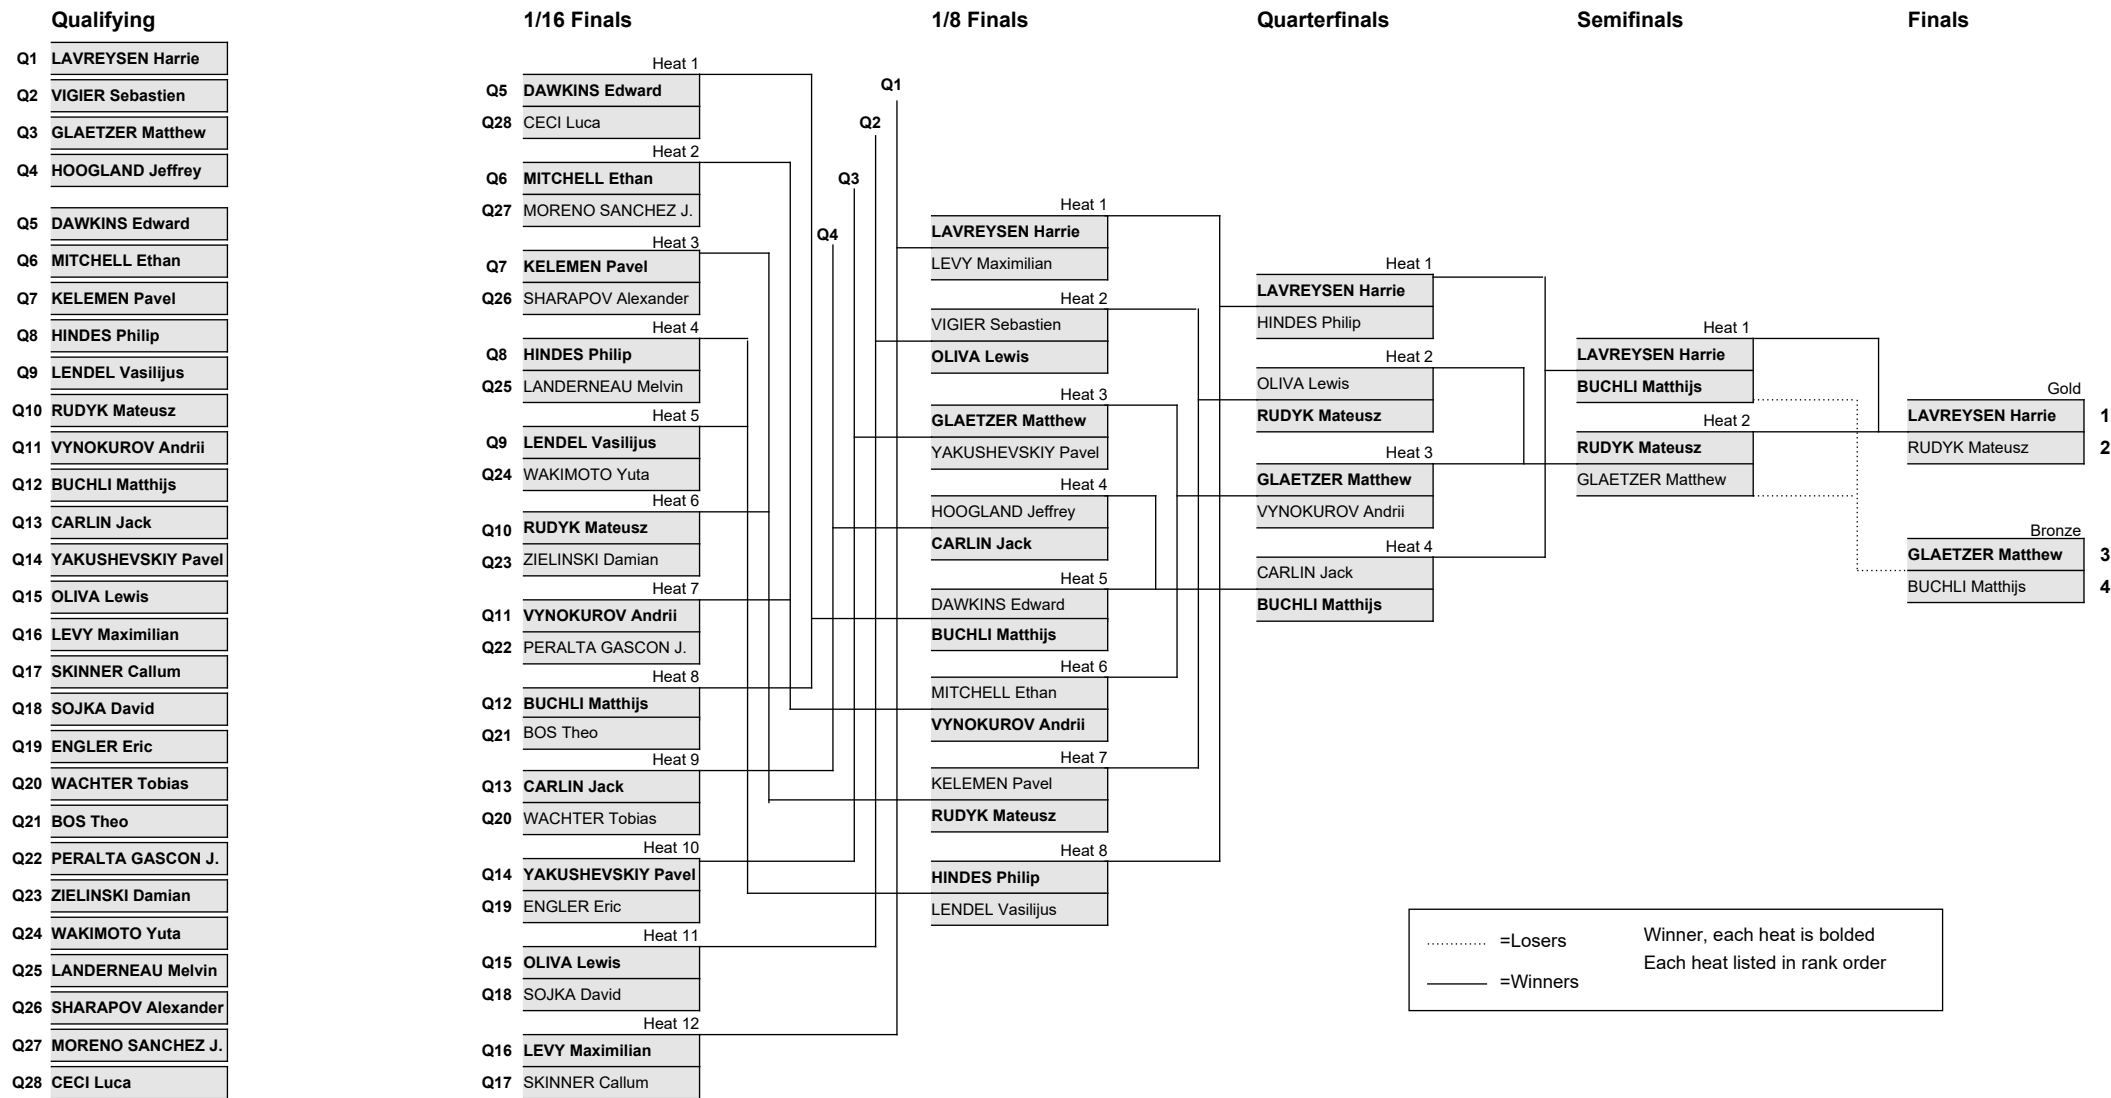 Qualifying
Q1 LAVREYSEN Harrie
Q2 VIGIER Sebastien
Q3 GLAETZER Matthew
Q4 HOOGLAND Jeffrey
Q5 DAWKINS Edward
Q6 MITCHELL Ethan
Q7 KELEMEN Pavel
Q8 HINDES Philip
Q9 LENDEL Vasilijus
Q10 RUDYK Mateusz
Q11 VYNOKUROV Andrii
Q12 BUCHLI Matthijs
Q13 CARLIN Jack
Q14 YAKUSHEVSKIY Pavel
Q15 OLIVA Lewis
Q16 LEVY Maximilian
Q17 SKINNER Callum
Q18 SOJKA David
Q19 ENGLER Eric
Q20 WACHTER Tobias
Q21 BOS Theo
Q22 PERALTA GASCON J.
Q23 ZIELINSKI Damian
Q24 WAKIMOTO Yuta
Q25 LANDERNEAU Melvin
Q26 SHARAPOV Alexander
Q27 MORENO SANCHEZ J.
Q28 CECI Luca
1/16 Finals
Heat 1
Q5 DAWKINS Edward
Q28 CECI Luca
Heat 2
Q6 MITCHELL Ethan
Q27 MORENO SANCHEZ J.
Heat 3
Q7 KELEMEN Pavel
Q26 SHARAPOV Alexander
Heat 4
Q8 HINDES Philip
Q25 LANDERNEAU Melvin
Heat 5
Q9 LENDEL Vasilijus
Q24 WAKIMOTO Yuta
Heat 6
Q10 RUDYK Mateusz
Q23 ZIELINSKI Damian
Heat 7
Q11 VYNOKUROV Andrii
Q22 PERALTA GASCON J.
Heat 8
Q12 BUCHLI Matthijs
Q21 BOS Theo
Heat 9
Q13 CARLIN Jack
Q20 WACHTER Tobias
Heat 10
Q14 YAKUSHEVSKIY Pavel
Q19 ENGLER Eric
Heat 11
Q15 OLIVA Lewis
Q18 SOJKA David
Heat 12
Q16 LEVY Maximilian
Q17 SKINNER Callum
Q1
Q2
Q3
Q4
1/8 Finals
Heat 1
LAVREYSEN Harrie
LEVY Maximilian
Heat 2
VIGIER Sebastien
OLIVA Lewis
Heat 3
GLAETZER Matthew
YAKUSHEVSKIY Pavel
Heat 4
HOOGLAND Jeffrey
CARLIN Jack
Heat 5
DAWKINS Edward
BUCHLI Matthijs
Heat 6
MITCHELL Ethan
VYNOKUROV Andrii
Heat 7
KELEMEN Pavel
RUDYK Mateusz
Heat 8
HINDES Philip
LENDEL Vasilijus
Quarterfinals
Heat 1
LAVREYSEN Harrie
HINDES Philip
Heat 2
OLIVA Lewis
RUDYK Mateusz
Heat 3
GLAETZER Matthew
VYNOKUROV Andrii
Heat 4
CARLIN Jack
BUCHLI Matthijs
Semifinals
Heat 1
LAVREYSEN Harrie
BUCHLI Matthijs
Heat 2
RUDYK Mateusz
GLAETZER Matthew
Finals
Gold
LAVREYSEN Harrie 1
RUDYK Mateusz 2
Bronze
GLAETZER Matthew 3
BUCHLI Matthijs 4
=Losers
=Winners
Winner, each heat is bolded
Each heat listed in rank order